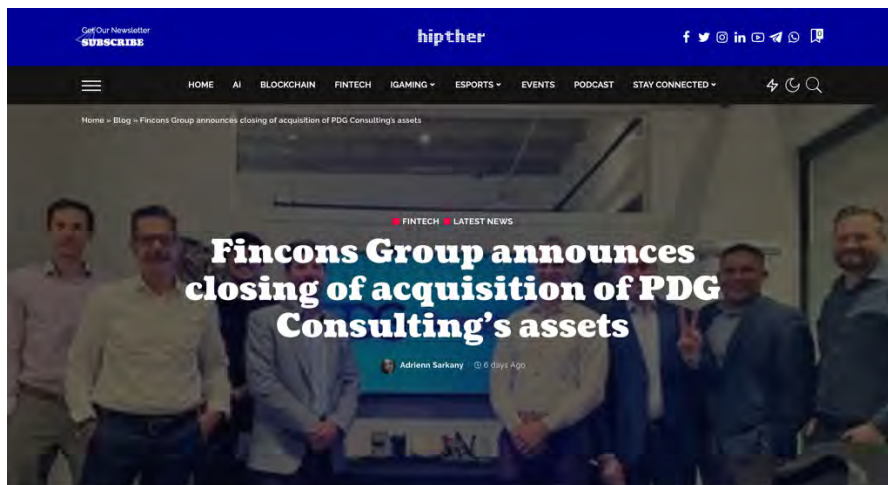 Get Our Newsletter
SUBSCRIBE
hipther
HOME AI BLOCKCHAIN FINTECH IGAMING ESPORTS EVENTS PODCAST STAY CONNECTED
Home » Blog » Fincons Group announces closing of acquisition of PDG Consulting's assets
FINTECH LATEST NEWS
Fincons Group announces
closing of acquisition of PDG
Consulting's assets
Adrienn Sarkany 6 days Ago